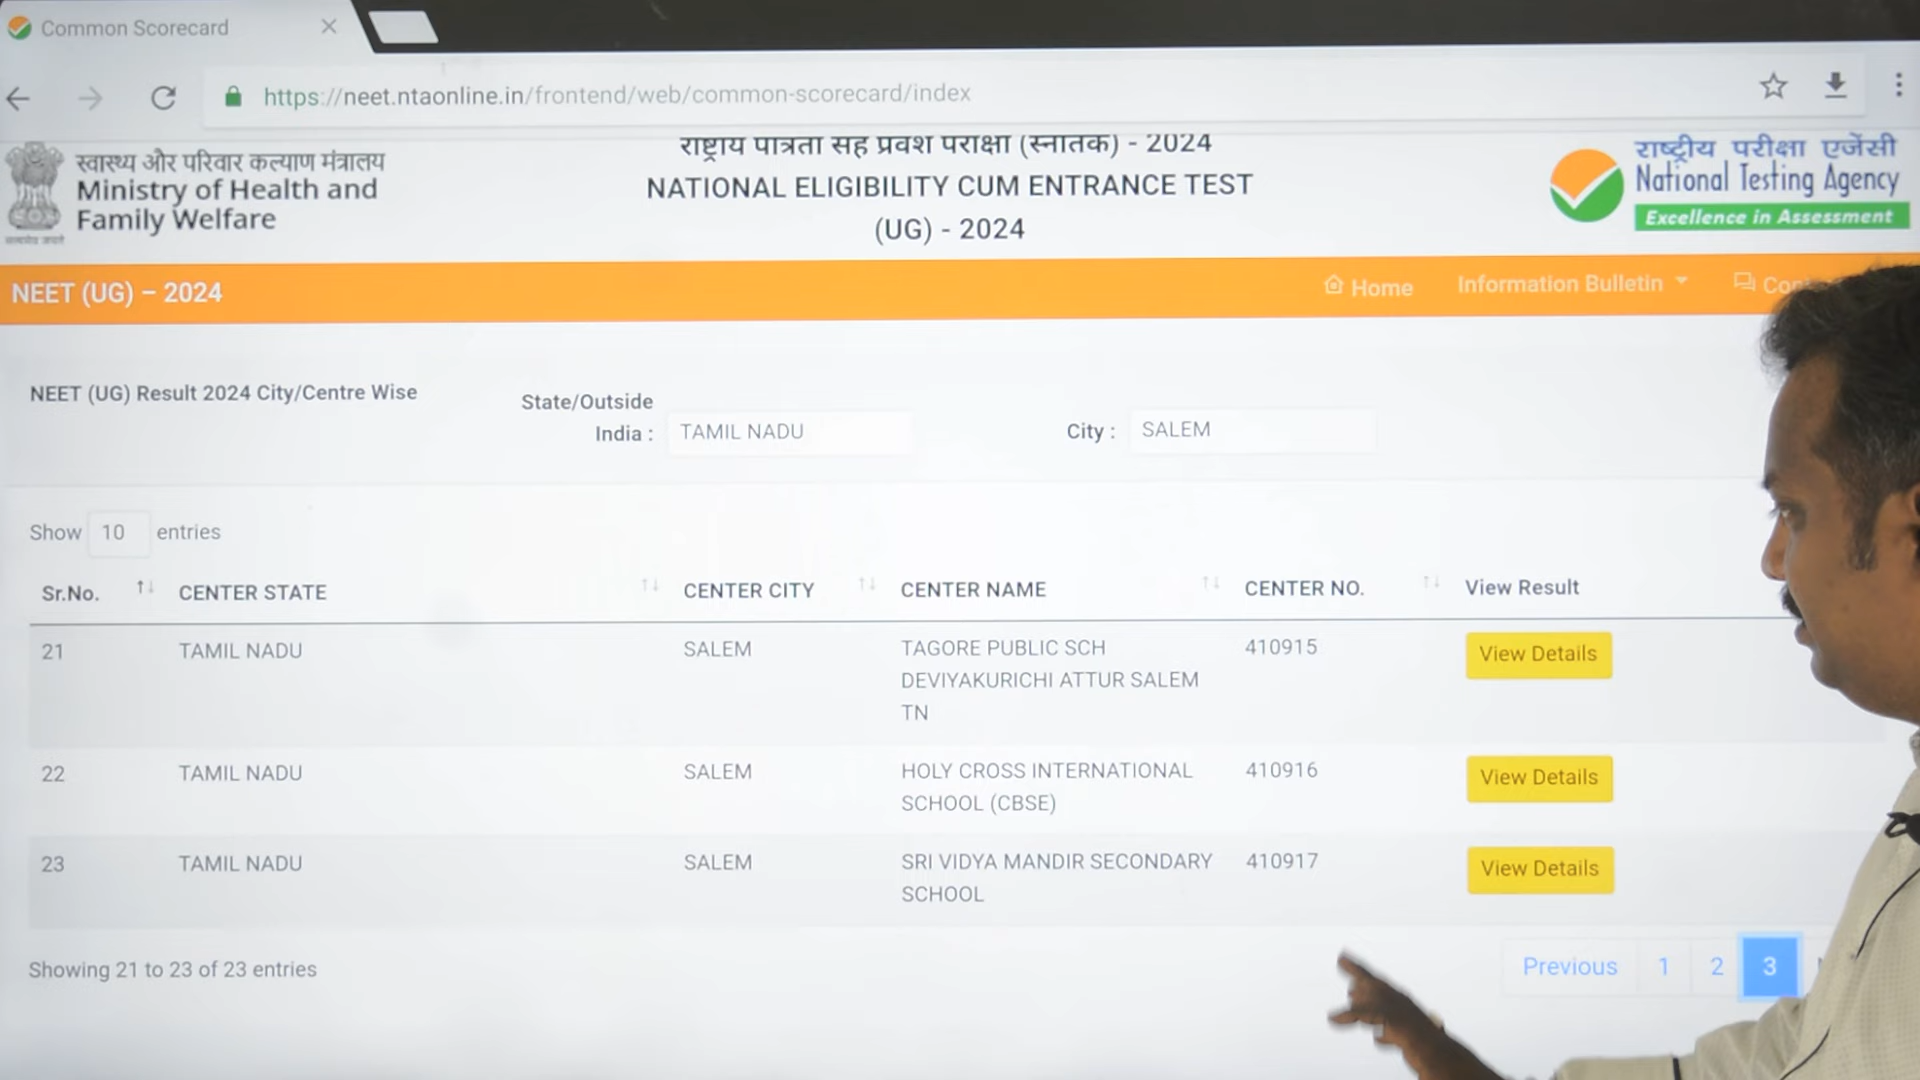 Common Scorecard
https://neet.ntaonline.in/frontend/web/common-scorecard/index
स्वास्थ्य और परिवार कल्याण मंत्रालय
Ministry of Health and
Family Welfare
राष्ट्रीय पात्रता सह प्रवेश परीक्षा (स्नातक) - 2024
NATIONAL ELIGIBILITY CUM ENTRANCE TEST
(UG) - 2024
राष्ट्रीय परीक्षा एजेंसी
National Testing Agency
Excellence in Assessment
NEET (UG) – 2024
Home
Information Bulletin
NEET (UG) Result 2024 City/Centre Wise
State/Outside
India :
TAMIL NADU
City :
SALEM
Show 10 entries
Sr.No. CENTER STATE CENTER CITY CENTER NAME CENTER NO. View Result
21 TAMIL NADU SALEM TAGORE PUBLIC SCH 410915 View Details
DEVIYAKURICHI ATTUR SALEM
TN
22 TAMIL NADU SALEM HOLY CROSS INTERNATIONAL 410916 View Details
SCHOOL (CBSE)
23 TAMIL NADU SALEM SRI VIDYA MANDIR SECONDARY 410917 View Details
SCHOOL
Showing 21 to 23 of 23 entries
Previous 1 2 3